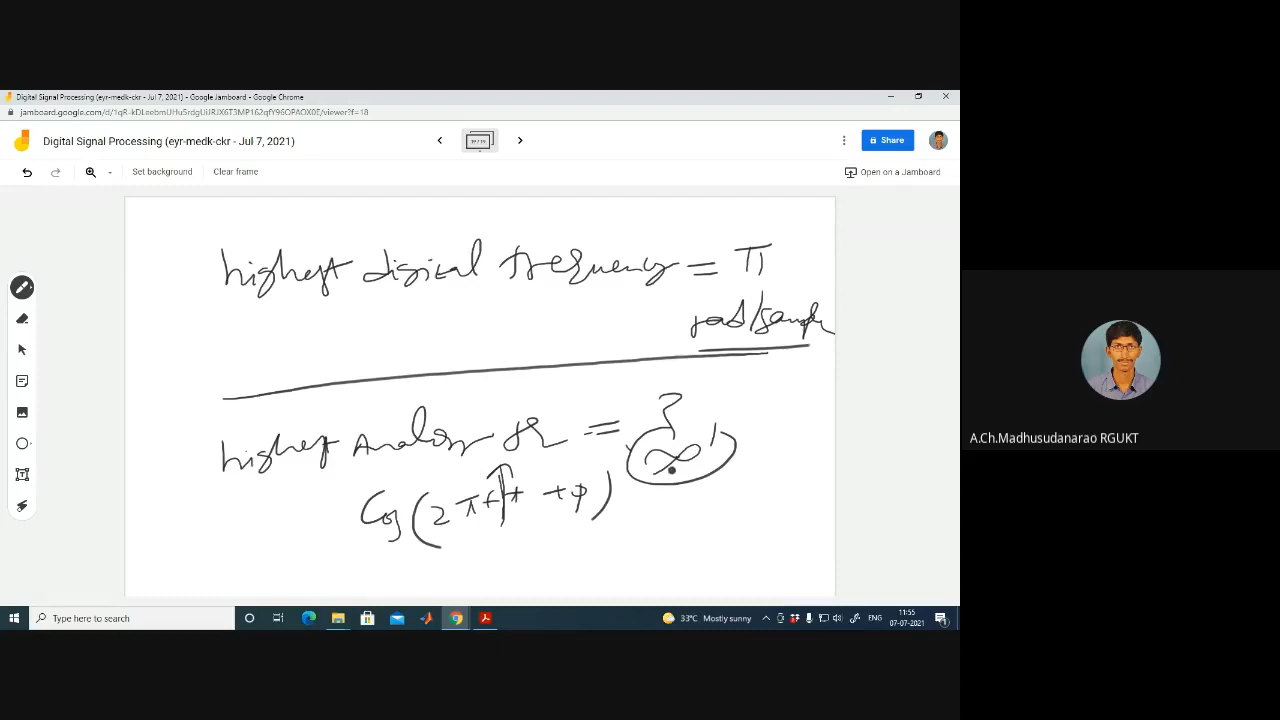 Digital Signal Processing (eyr-medk-ckr - Jul 7, 2021) - Google Jamboard - Google Chrome
Digital Signal Processing (eyr-medk-ckr - Jul 7, 2021)
Share
Set background
Clear frame
Open on a Jamboard
highest digital frequency = π
rad/sample
highest Analog = ?
∞
Cos (2πft + φ)
A.Ch.Madhusudanarao RGUKT
Type here to search
33°C Mostly sunny
ENG
11:55
07-07-2021